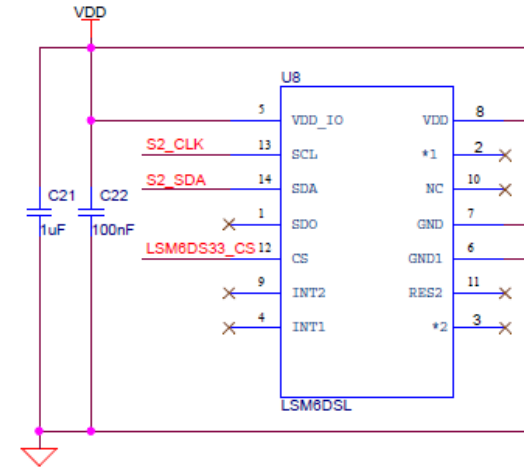 VDD
U8
5 VDD_IO VDD 8
S2_CLK 13 SCL *1 2
S2_SDA 14 SDA NC 10
C21 C22
1uF 100nF
1 SDO GND 7
LSM6DS33_CS 12 CS GND1 6
9 INT2 RES2 11
4 INT1 *2 3
LSM6DSL